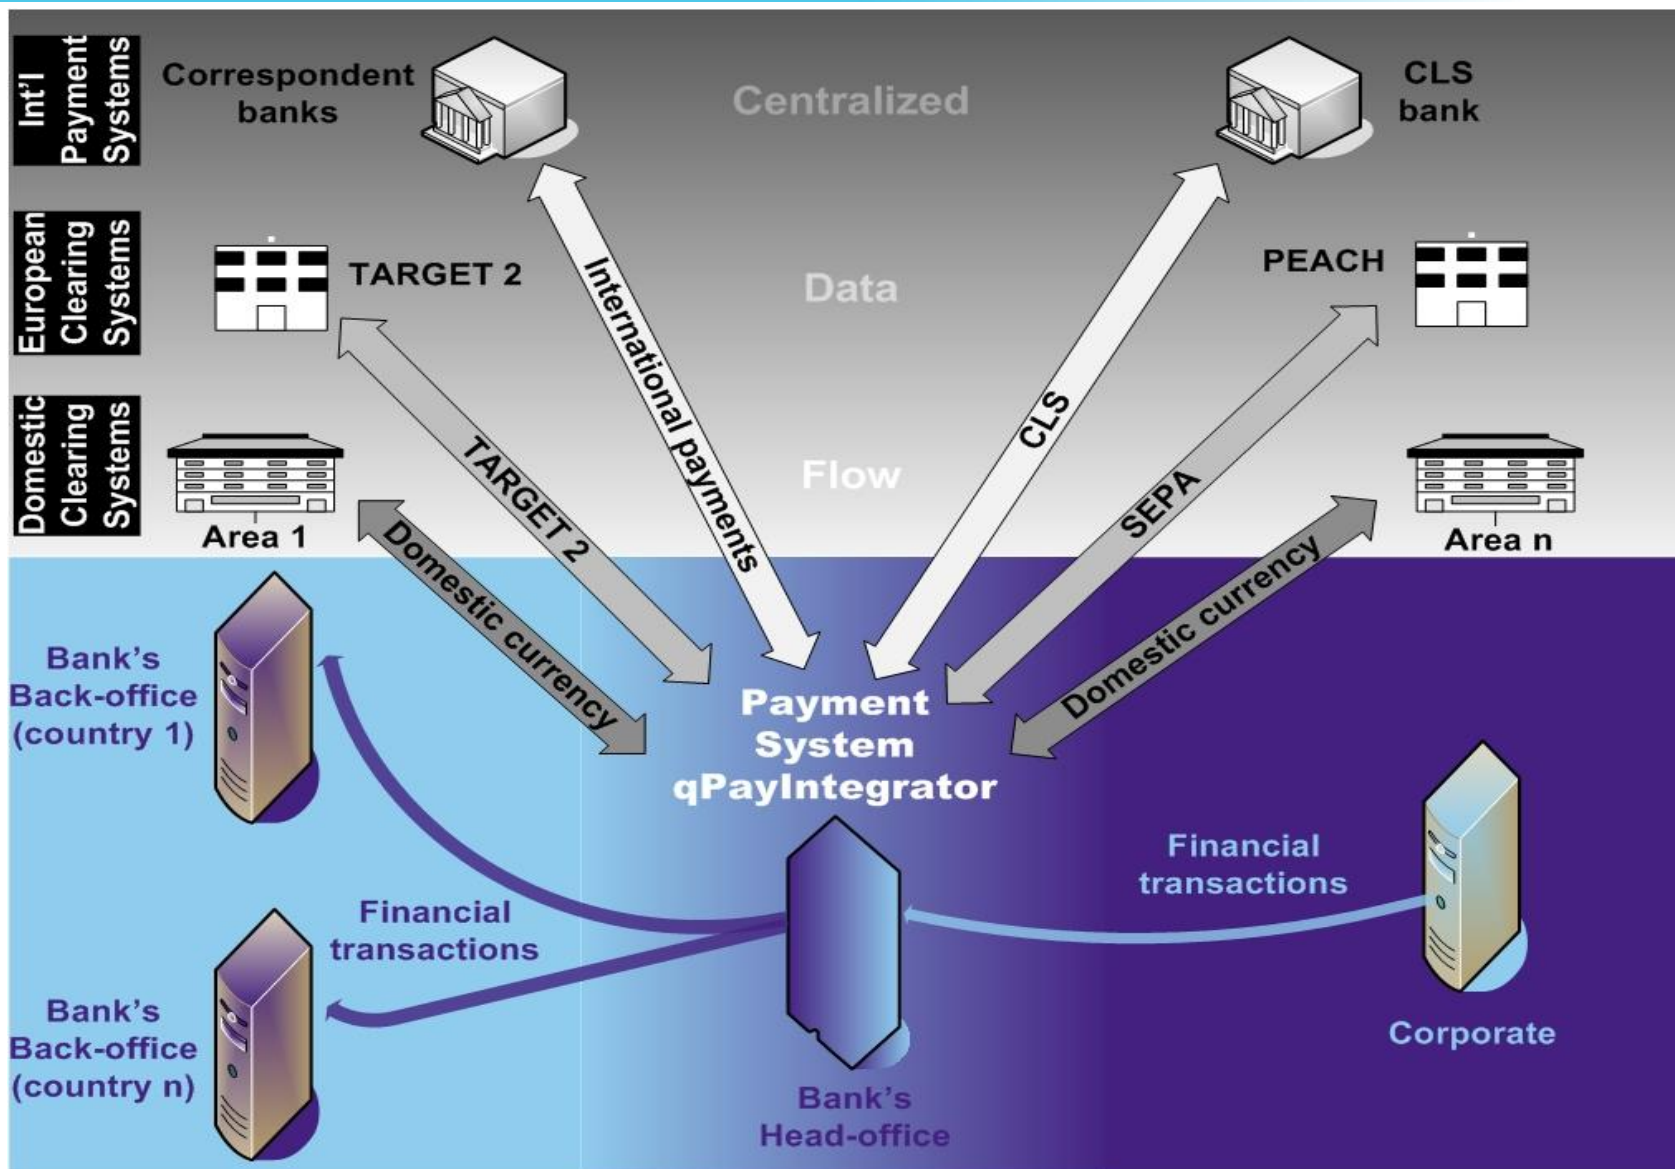 Int'l
Payment
Systems
Correspondent
banks
Centralized
CLS
bank
European
Clearing
Systems
TARGET 2
Data
PEACH
International payments
CLS
Domestic
Clearing
Systems
Area 1
TARGET 2
Flow
SEPA
Area n
Domestic currency
Domestic currency
Bank's
Back-office
(country 1)
Payment
System
qPayIntegrator
Financial
transactions
Financial
transactions
Bank's
Back-office
(country n)
Corporate
Bank's
Head-office